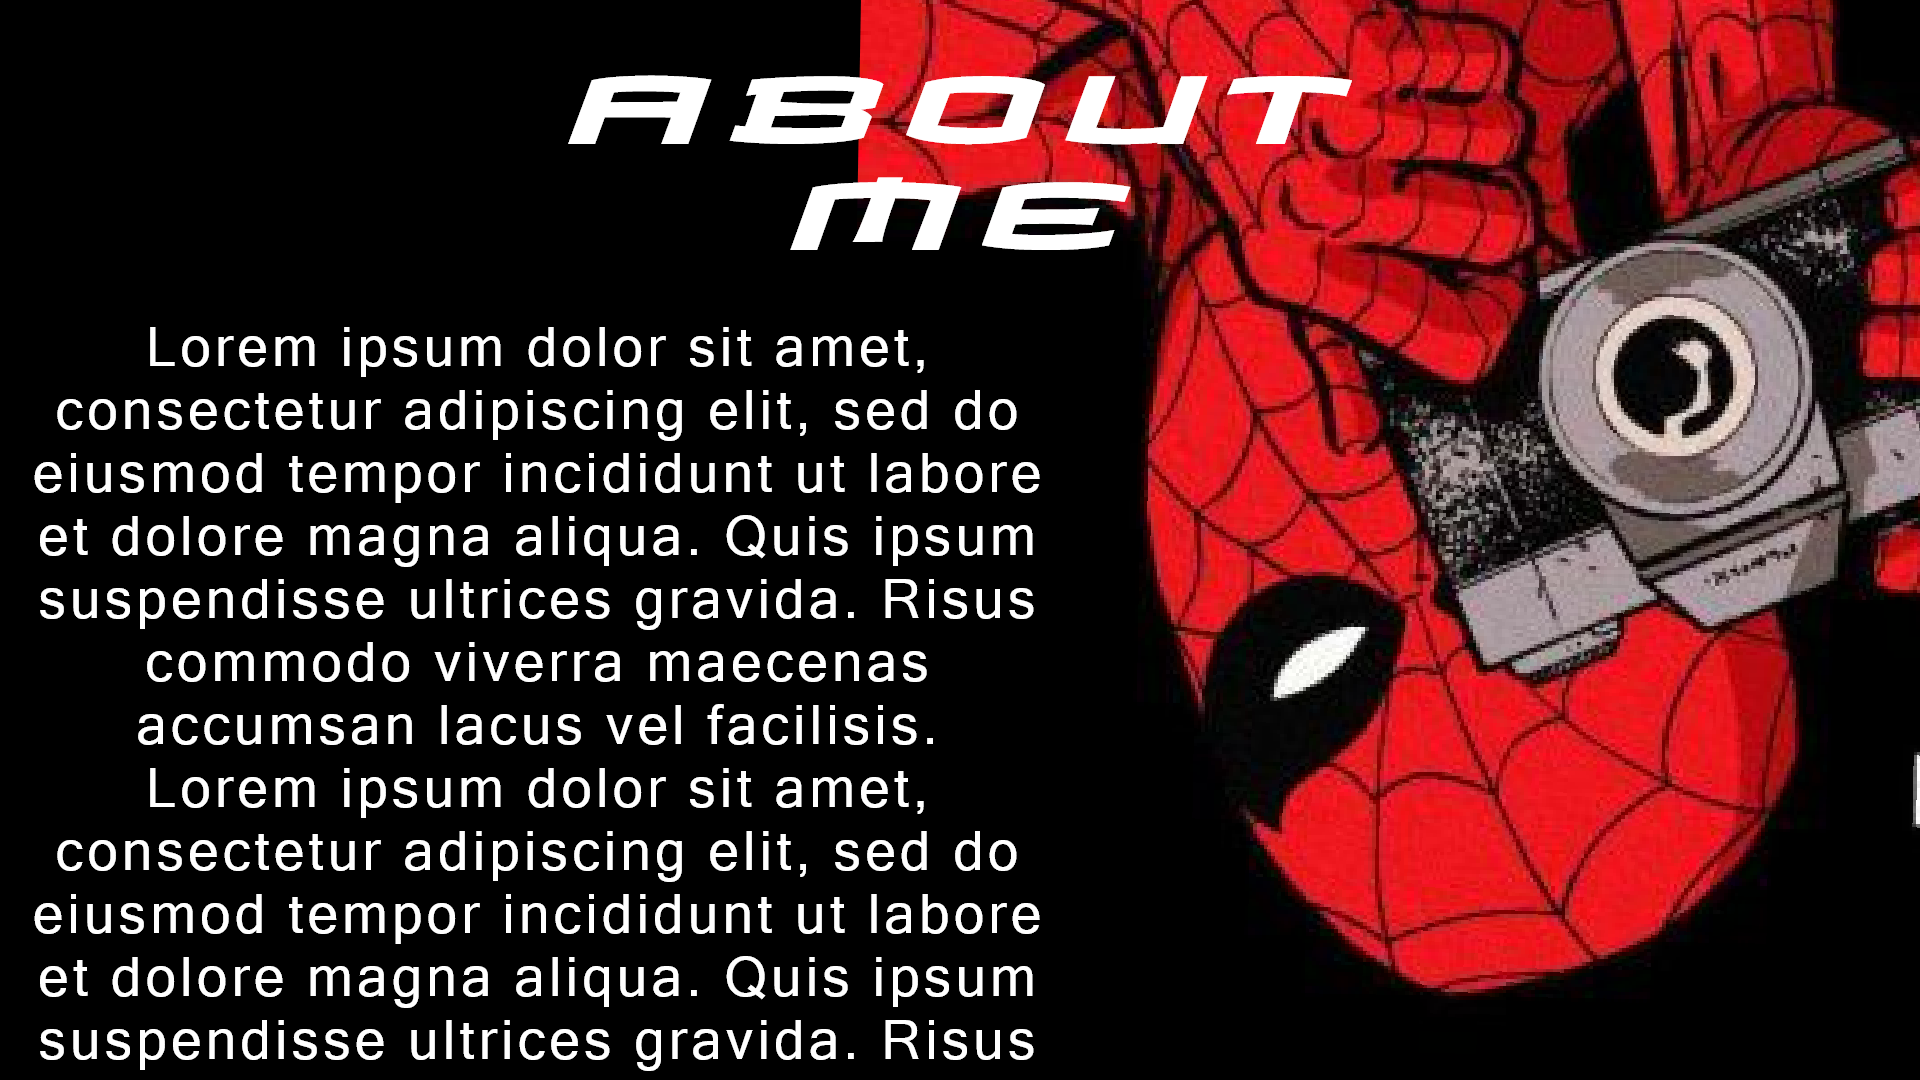 ABOUT
ME
Lorem ipsum dolor sit amet,
consectetur adipiscing elit, sed do
eiusmod tempor incididunt ut labore
et dolore magna aliqua. Quis ipsum
suspendisse ultrices gravida. Risus
commodo viverra maecenas
accumsan lacus vel facilisis.
Lorem ipsum dolor sit amet,
consectetur adipiscing elit, sed do
eiusmod tempor incididunt ut labore
et dolore magna aliqua. Quis ipsum
suspendisse ultrices gravida. Risus